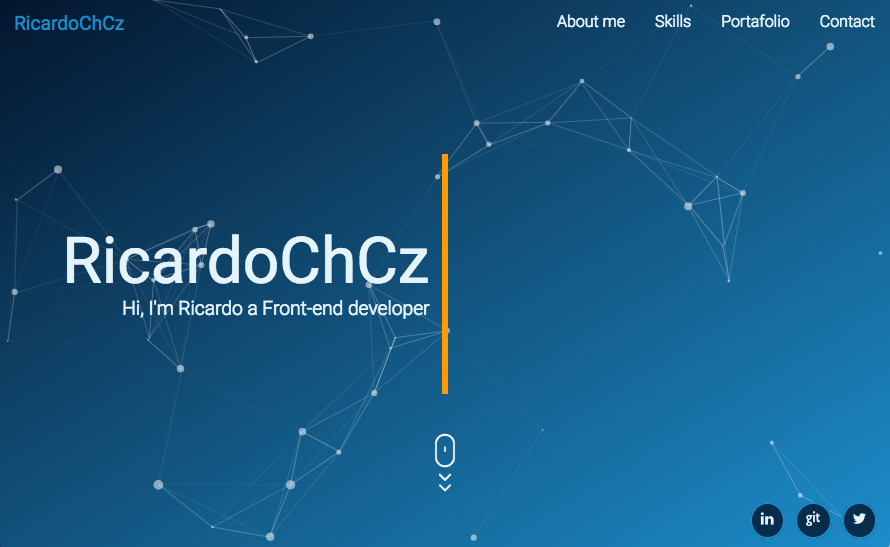 RicardoChCz
About me Skills Portafolio Contact
RicardoChCz
Hi, I'm Ricardo a Front-end developer
in git